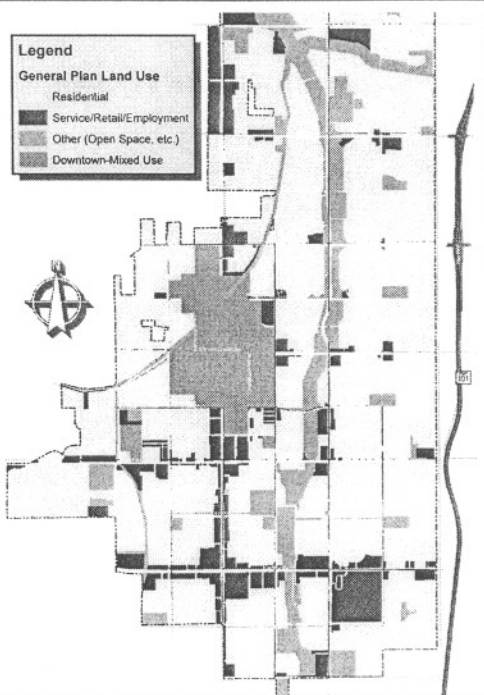 Legend
General Plan Land Use
Residential
Service/Retail/Employment
Other (Open Space, etc.)
Downtown-Mixed Use
N
101